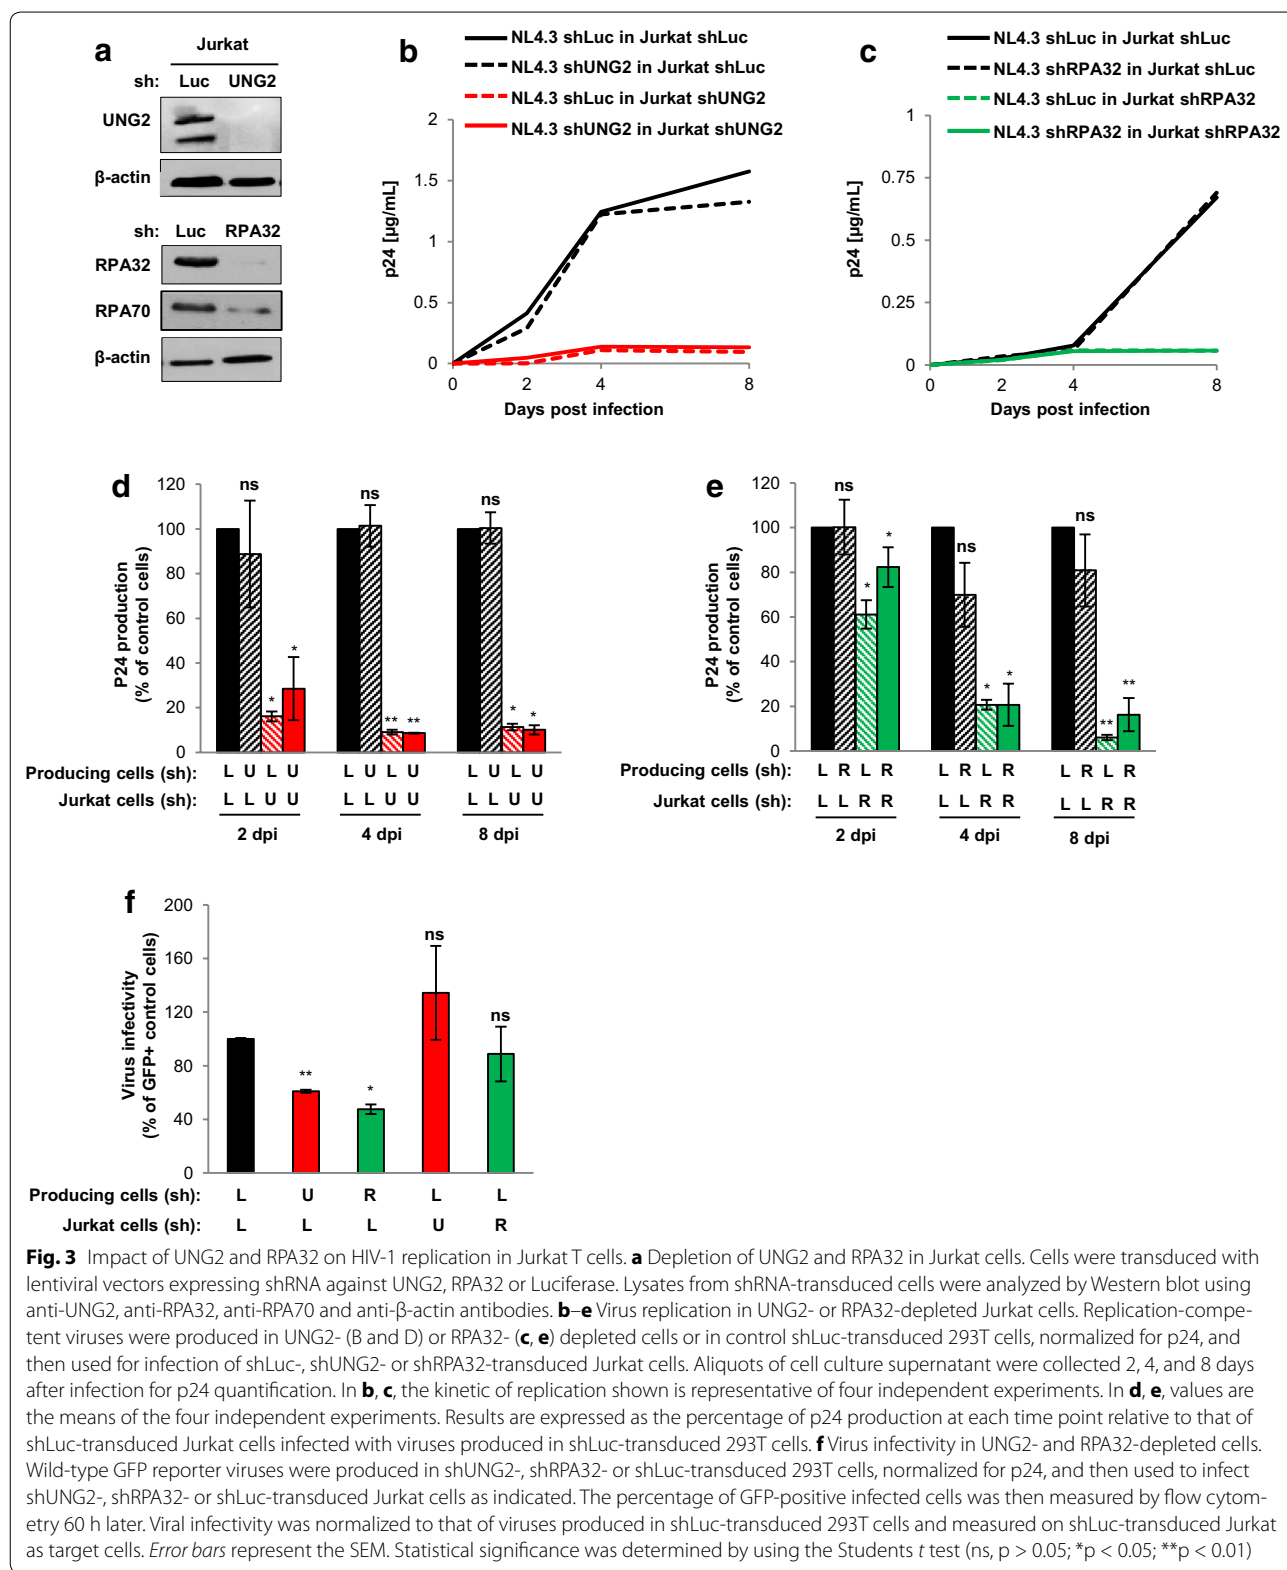 a
Jurkat
sh: Luc UNG2
UNG2
β-actin
sh: Luc RPA32
RPA32
RPA70
β-actin
b
NL4.3 shLuc in Jurkat shLuc
NL4.3 shUNG2 in Jurkat shLuc
NL4.3 shLuc in Jurkat shUNG2
NL4.3 shUNG2 in Jurkat shUNG2
p24 [µg/mL]
2
1.5
1
0.5
0
0 2 4 8
Days post infection
c
NL4.3 shLuc in Jurkat shLuc
NL4.3 shRPA32 in Jurkat shLuc
NL4.3 shLuc in Jurkat shRPA32
NL4.3 shRPA32 in Jurkat shRPA32
p24 [µg/mL]
1
0.75
0.5
0.25
0
0 2 4 8
Days post infection
d
P24 production
(% of control cells)
120
100
80
60
40
20
0
ns * *
ns ** **
ns * *
Producing cells (sh): L U L U L U L U L U L U
Jurkat cells (sh): L L U U L L U U L L U U
2 dpi 4 dpi 8 dpi
e
P24 production
(% of control cells)
120
100
80
60
40
20
0
ns * *
ns * *
ns ** **
Producing cells (sh): L R L R L R L R L R L R
Jurkat cells (sh): L L R R L L R R L L R R
2 dpi 4 dpi 8 dpi
f
Virus infectivity
(% of GFP+ control cells)
200
160
120
80
40
0
** * ns ns
Producing cells (sh): L U R L L
Jurkat cells (sh): L L L U R
Fig. 3 Impact of UNG2 and RPA32 on HIV-1 replication in Jurkat T cells. a Depletion of UNG2 and RPA32 in Jurkat cells. Cells were transduced with
lentiviral vectors expressing shRNA against UNG2, RPA32 or Luciferase. Lysates from shRNA-transduced cells were analyzed by Western blot using
anti-UNG2, anti-RPA32, anti-RPA70 and anti-β-actin antibodies. b–e Virus replication in UNG2- or RPA32-depleted Jurkat cells. Replication-compe-
tent viruses were produced in UNG2- (B and D) or RPA32- (c, e) depleted cells or in control shLuc-transduced 293T cells, normalized for p24, and
then used for infection of shLuc-, shUNG2- or shRPA32-transduced Jurkat cells. Aliquots of cell culture supernatant were collected 2, 4, and 8 days
after infection for p24 quantification. In b, c, the kinetic of replication shown is representative of four independent experiments. In d, e, values are
the means of the four independent experiments. Results are expressed as the percentage of p24 production at each time point relative to that of
shLuc-transduced Jurkat cells infected with viruses produced in shLuc-transduced 293T cells. f Virus infectivity in UNG2- and RPA32-depleted cells.
Wild-type GFP reporter viruses were produced in shUNG2-, shRPA32- or shLuc-transduced 293T cells, normalized for p24, and then used to infect
shUNG2-, shRPA32- or shLuc-transduced Jurkat cells as indicated. The percentage of GFP-positive infected cells was then measured by flow cytom-
etry 60 h later. Viral infectivity was normalized to that of viruses produced in shLuc-transduced 293T cells and measured on shLuc-transduced Jurkat
as target cells. Error bars represent the SEM. Statistical significance was determined by using the Students t test (ns, p > 0.05; *p < 0.05; **p < 0.01)